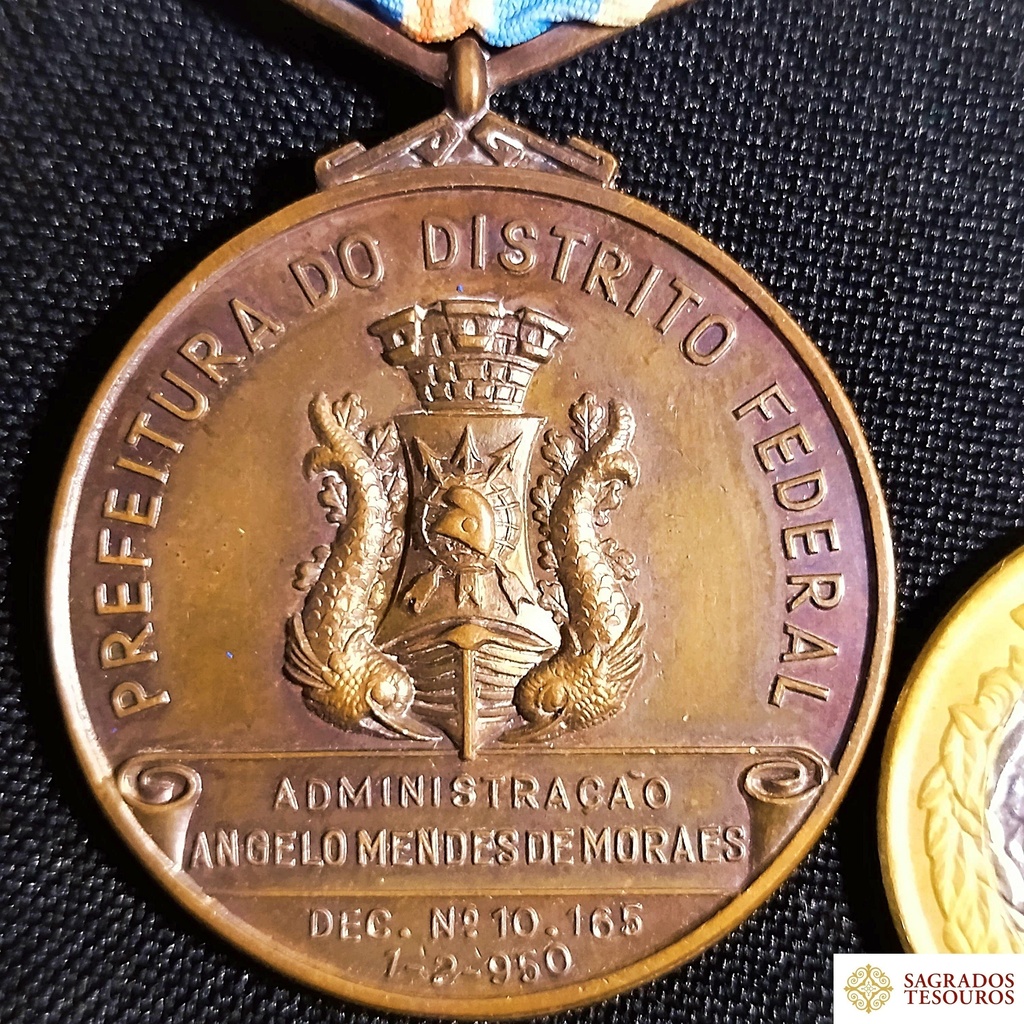 PREFEITURA DO DISTRITO FEDERAL
ADMINISTRAÇÃO
ANGELO MENDES DE MORAES
DEC. Nº 10.165
1-2-950
SAGRADOS
TESOUROS